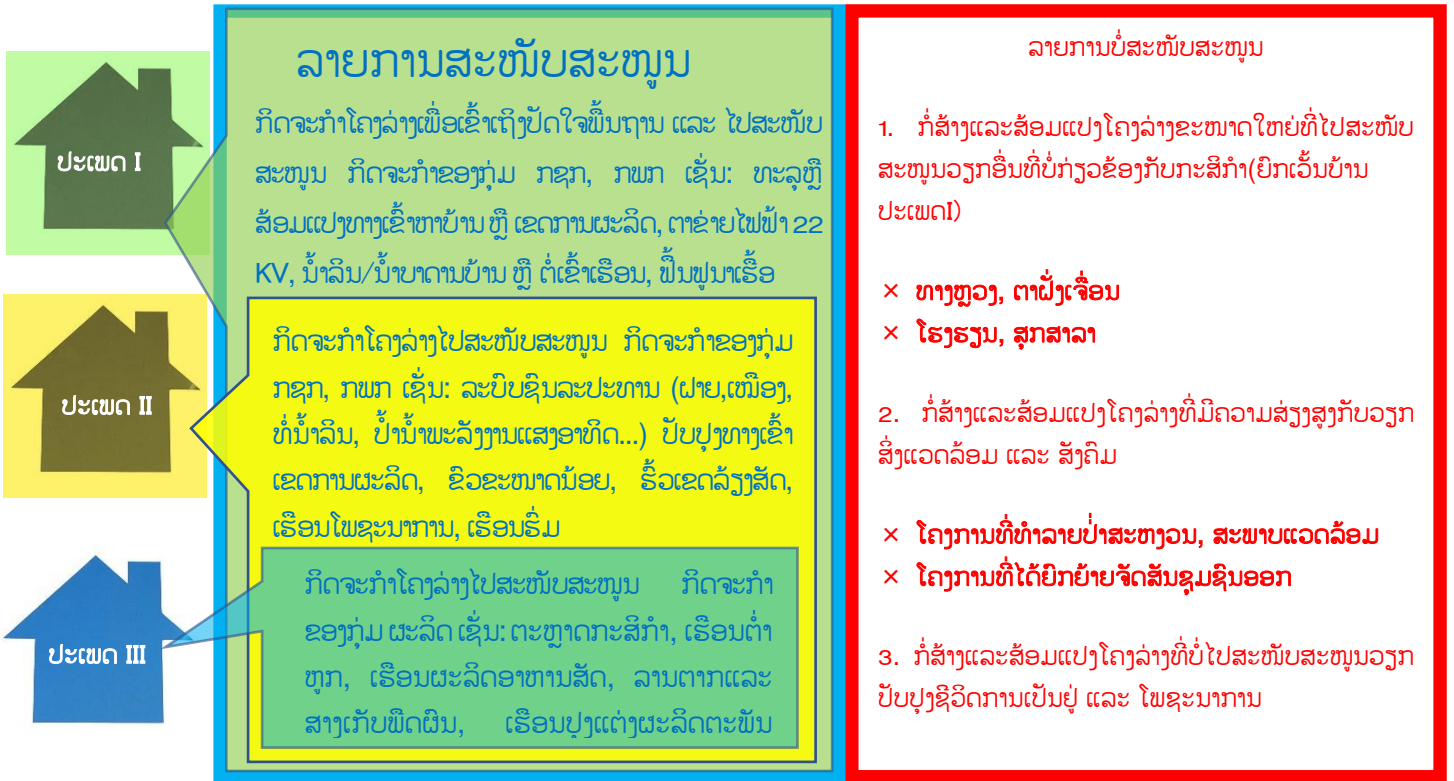 ປະເພດ I
ປະເພດ II
ປະເພດ III
ລາຍການສະໜັບສະໜູນ
ກິດຈະກຳໂຄງລ່າງເພື່ອເຂົ້າເຖິງປັດໃຈພື້ນຖານ ແລະ ໄປສະໜັບ
ສະໜູນ ກິດຈະກຳຂອງກຸ່ມ ກຊກ, ກພກ ເຊັ່ນ: ທະລຸຫຼື
ສ້ອມແປງທາງເຂົ້າຫາບ້ານ ຫຼື ເຂດການຜະລິດ, ຕາຂ່າຍໄຟຟ້າ 22
KV, ນ້ຳລິນ/ນ້ຳບາດານບ້ານ ຫຼື ຕໍ່ເຂົ້າເຮືອນ, ຟື້ນຟູນາເຮື້ອ
ກິດຈະກຳໂຄງລ່າງໄປສະໜັບສະໜູນ ກິດຈະກຳຂອງກຸ່ມ
ກຊກ, ກພກ ເຊັ່ນ: ລະບົບຊົນລະປະທານ (ຝາຍ,ເໝືອງ,
ທໍ່ນ້ຳລິນ, ປ້ຳນ້ຳພະລັງງານແສງອາທິດ...) ປັບປຸງທາງເຂົ້າ
ເຂດການຜະລິດ, ຂົວຂະໜາດນ້ອຍ, ຮົ້ວເຂດລ້ຽງສັດ,
ເຮືອນໂພຊະນາການ, ເຮືອນຮົ່ມ
ກິດຈະກຳໂຄງລ່າງໄປສະໜັບສະໜູນ ກິດຈະກຳ
ຂອງກຸ່ມ ຜະລິດ ເຊັ່ນ: ຕະຫຼາດກະສິກຳ, ເຮືອນຕ່ຳ
ຫູກ, ເຮືອນຜະລິດອາຫານສັດ, ລານຕາກແລະ
ສາງເກັບພືດຜົນ, ເຮືອນປຸງແຕ່ງຜະລິດຕະພັນ
ລາຍການບໍ່ສະໜັບສະໜູນ
1. ກໍ່ສ້າງແລະສ້ອມແປງໂຄງລ່າງຂະໜາດໃຫຍ່ທີ່ໄປສະໜັບ
ສະໜູນວຽກອື່ນທີ່ບໍ່ກ່ຽວຂ້ອງກັບກະສິກຳ(ຍົກເວັ້ນບ້ານ
ປະເພດI)
× ທາງຫຼວງ, ຕາຝັ່ງເຈື່ອນ
× ໂຮງຮຽນ, ສຸກສາລາ
2. ກໍ່ສ້າງແລະສ້ອມແປງໂຄງລ່າງທີ່ມີຄວາມສ່ຽງສູງກັບວຽກ
ສິ່ງແວດລ້ອມ ແລະ ສັງຄົມ
× ໂຄງການທີ່ທຳລາຍປ່າສະຫງວນ, ສະພາບແວດລ້ອມ
× ໂຄງການທີ່ໄດ້ຍົກຍ້າຍຈັດສັນຊຸມຊົນອອກ
3. ກໍ່ສ້າງແລະສ້ອມແປງໂຄງລ່າງທີ່ບໍ່ໄປສະໜັບສະໜູນວຽກ
ປັບປຸງຊີວິດການເປັນຢູ່ ແລະ ໂພຊະນາການ